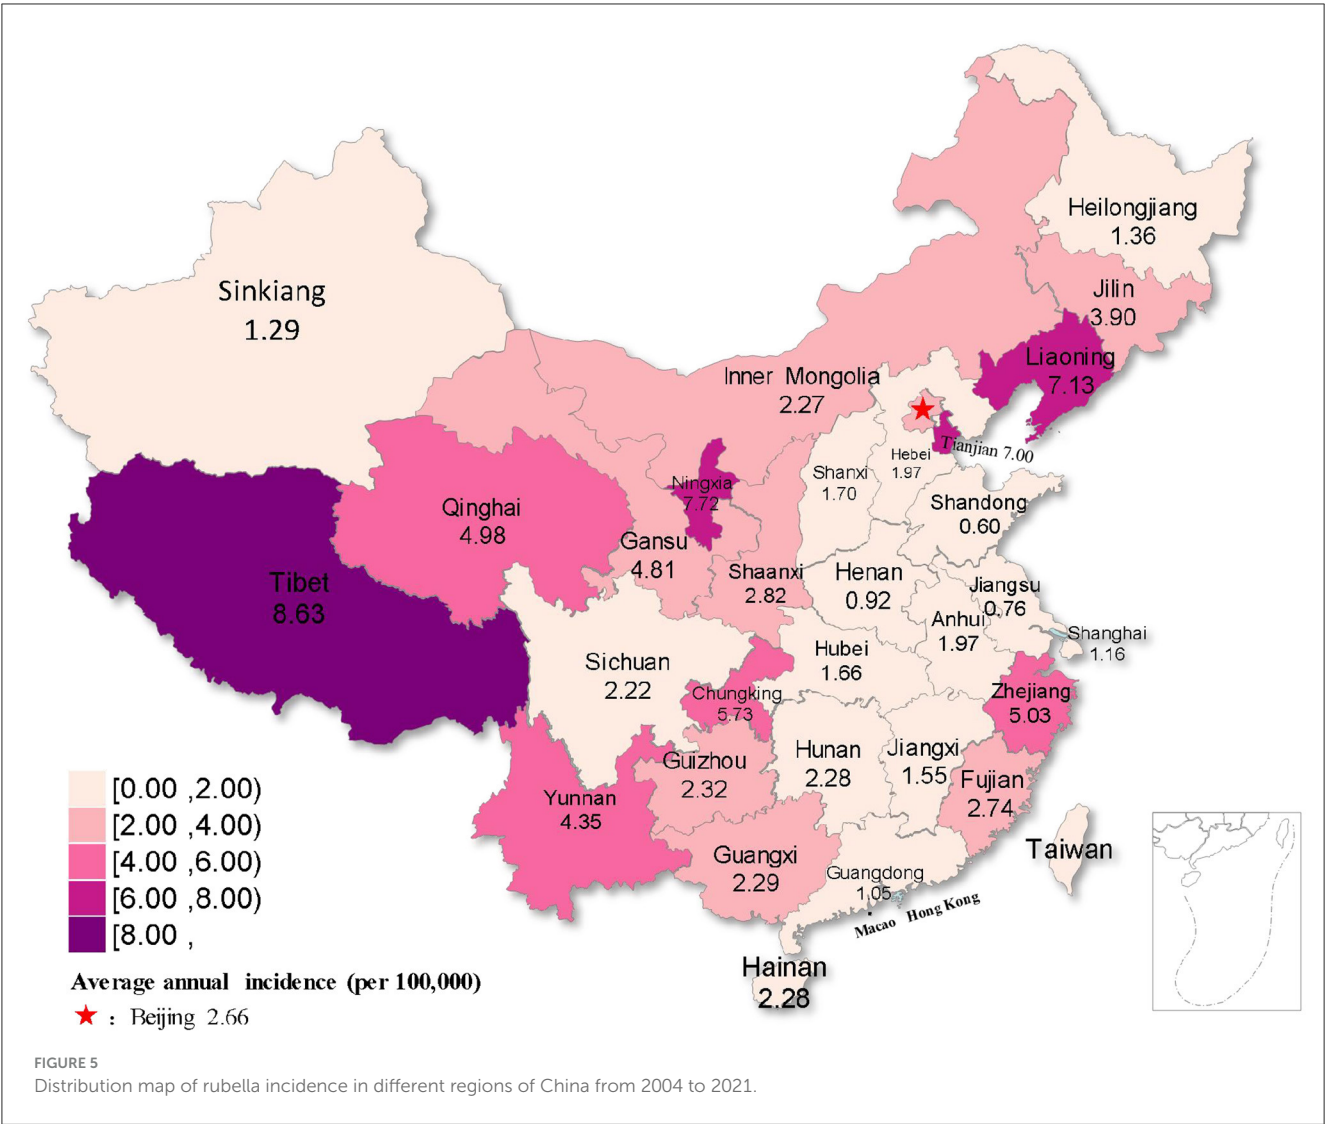 Heilongjiang
1.36
Sinkiang
1.29
Jilin
3.90
Liaoning
7.13
Inner Mongolia
2.27
Tianjian 7.00
Hebei
1.97
Shanxi
1.70
Ningxia
7.72
Shandong
0.60
Qinghai
4.98
Gansu
4.81
Shaanxi
2.82
Henan
0.92
Jiangsu
0.76
Tibet
8.63
Anhui
1.97
Shanghai
1.16
Hubei
1.66
Sichuan
2.22
Chungking
5.73
Zhejiang
5.03
Hunan
2.28
Jiangxi
1.55
Guizhou
2.32
Fujian
2.74
Yunnan
4.35
Taiwan
Guangxi
2.29
Guangdong
1.05
Macao Hong Kong
Hainan
2.28
[0.00 ,2.00)
[2.00 ,4.00)
[4.00 ,6.00)
[6.00 ,8.00)
[8.00 ,
Average annual incidence (per 100,000)
: Beijing 2.66
FIGURE 5
Distribution map of rubella incidence in different regions of China from 2004 to 2021.